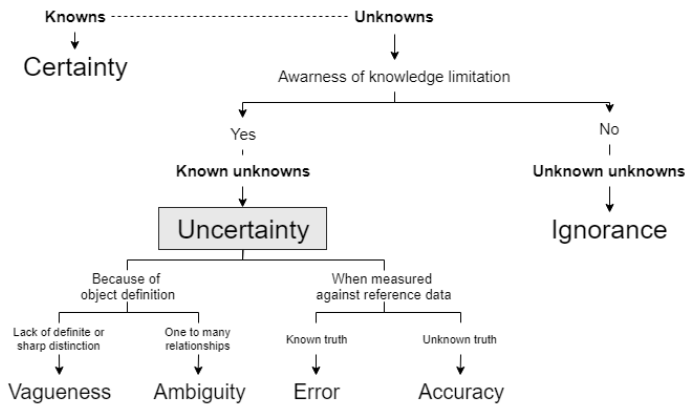 Knowns Unknowns
Certainty
Awarness of knowledge limitation
Yes No
Known unknowns Unknown unknowns
Uncertainty Ignorance
Because of
object definition
When measured
against reference data
Lack of definite or
sharp distinction
One to many
relationships
Known truth
Unknown truth
Vagueness Ambiguity Error Accuracy